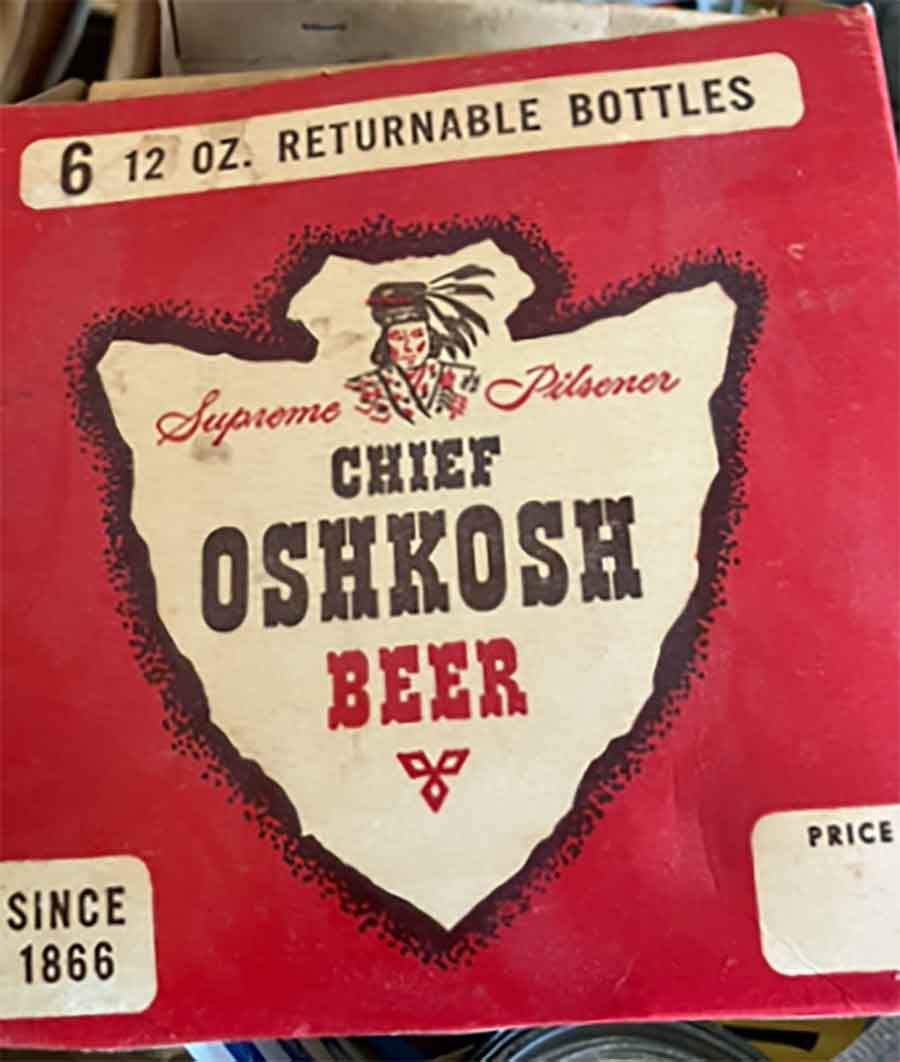 6 12 OZ. RETURNABLE BOTTLES
Supreme Pilsener
CHIEF
OSHKOSH
BEER
SINCE
1866
PRICE